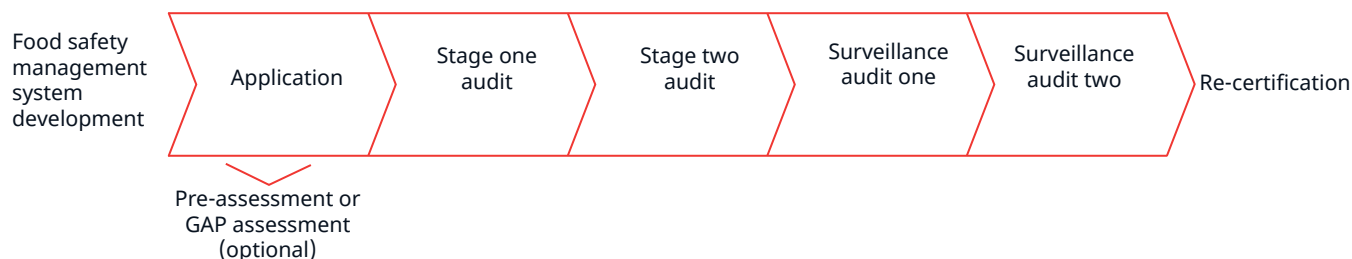 Food safety
management
system
development
Application
Stage one
audit
Stage two
audit
Surveillance
audit one
Surveillance
audit two
Re-certification
Pre-assessment or
GAP assessment
(optional)